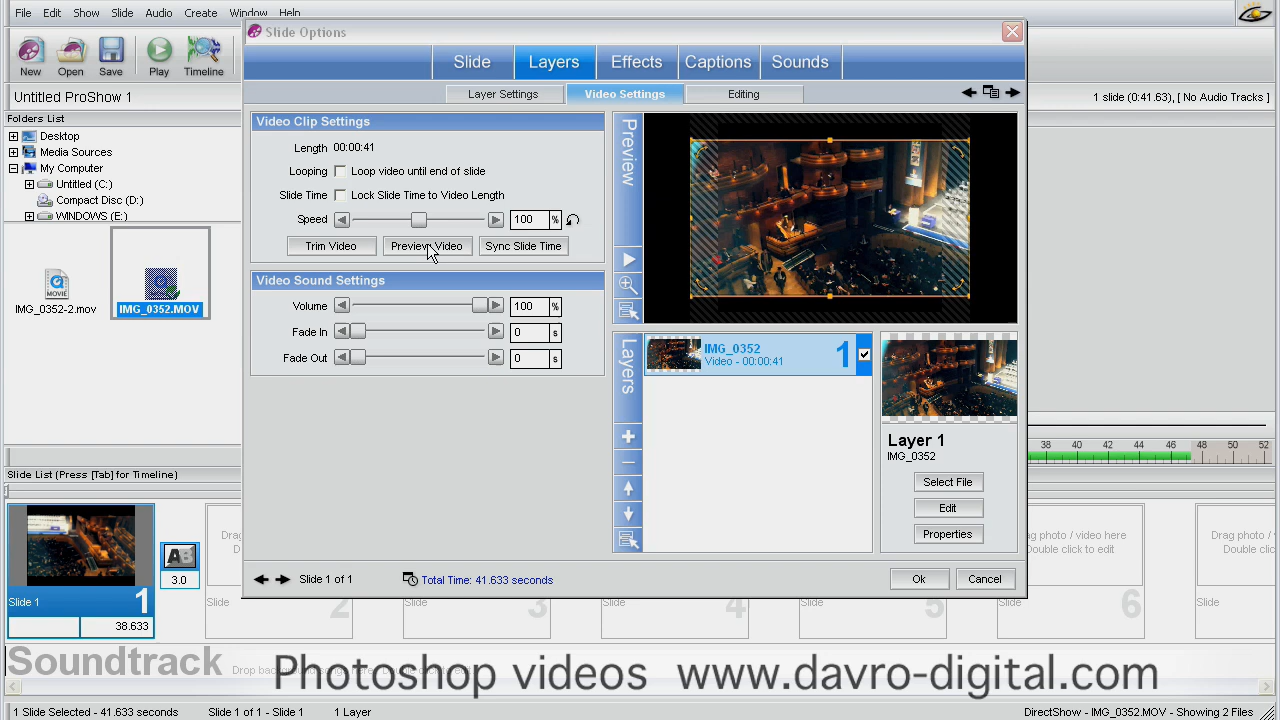 File Edit Show Slide Audio Create Window Help
Slide Options
New Open Save Play Timeline
Slide Layers Effects Captions Sounds
Untitled ProShow 1
Layer Settings Video Settings Editing
1 slide (0:41.63), [ No Audio Tracks ]
Folders List
Desktop
Media Sources
My Computer
Untitled (C:)
Compact Disc (D:)
WINDOWS (E:)
IMG_0352-2.mov
IMG_0352.MOV
Video Clip Settings
Length 00:00:41
Looping Loop video until end of slide
Slide Time Lock Slide Time to Video Length
Speed 100 %
Trim Video Preview Video Sync Slide Time
Video Sound Settings
Volume 100 %
Fade In 0 s
Fade Out 0 s
Preview
Layers
IMG_0352
Video - 00:00:41
1
Layer 1
IMG_0352
Select File
Edit
Properties
38 40 42 44 46 48 50 52
Slide List (Press [Tab] for Timeline)
Slide 1 of 1
Total Time: 41.633 seconds
Ok Cancel
AB
3.0
Slide 1 1
38.633
Drag
Do
ag photo / video here
Double click to edit
Drag photo /
Double clic
Slide 2
Slide 3
Slide 4
Slide 5
Slide 6
Slide
Soundtrack
Photoshop videos www.davro-digital.com
1 Slide Selected - 41.633 seconds Slide 1 of 1 - Slide 1 1 Layer DirectShow - IMG_0352.MOV - Showing 2 Files